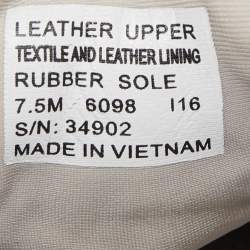 LEATHER UPPER
TEXTILE AND LEATHER LINING
RUBBER SOLE
7.5M 6098 I16
S/N: 34902
MADE IN VIETNAM